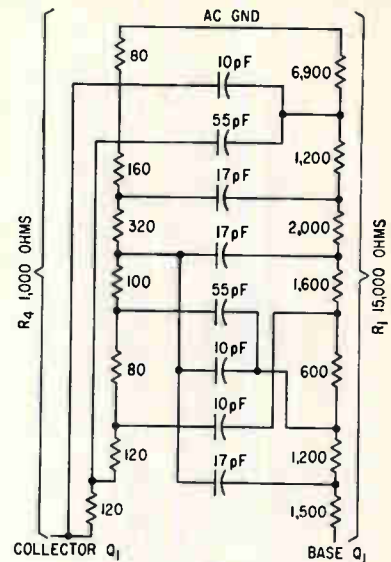 AC GND
80
10pF
6,900
55pF
160
1,200
17pF
320
2,000
17pF
100
1,600
55pF
80
10pF
600
10pF
120
17pF
1,200
120
1,500
R4 1,000 OHMS
R1 15,000 OHMS
COLLECTOR Q1
BASE Q1